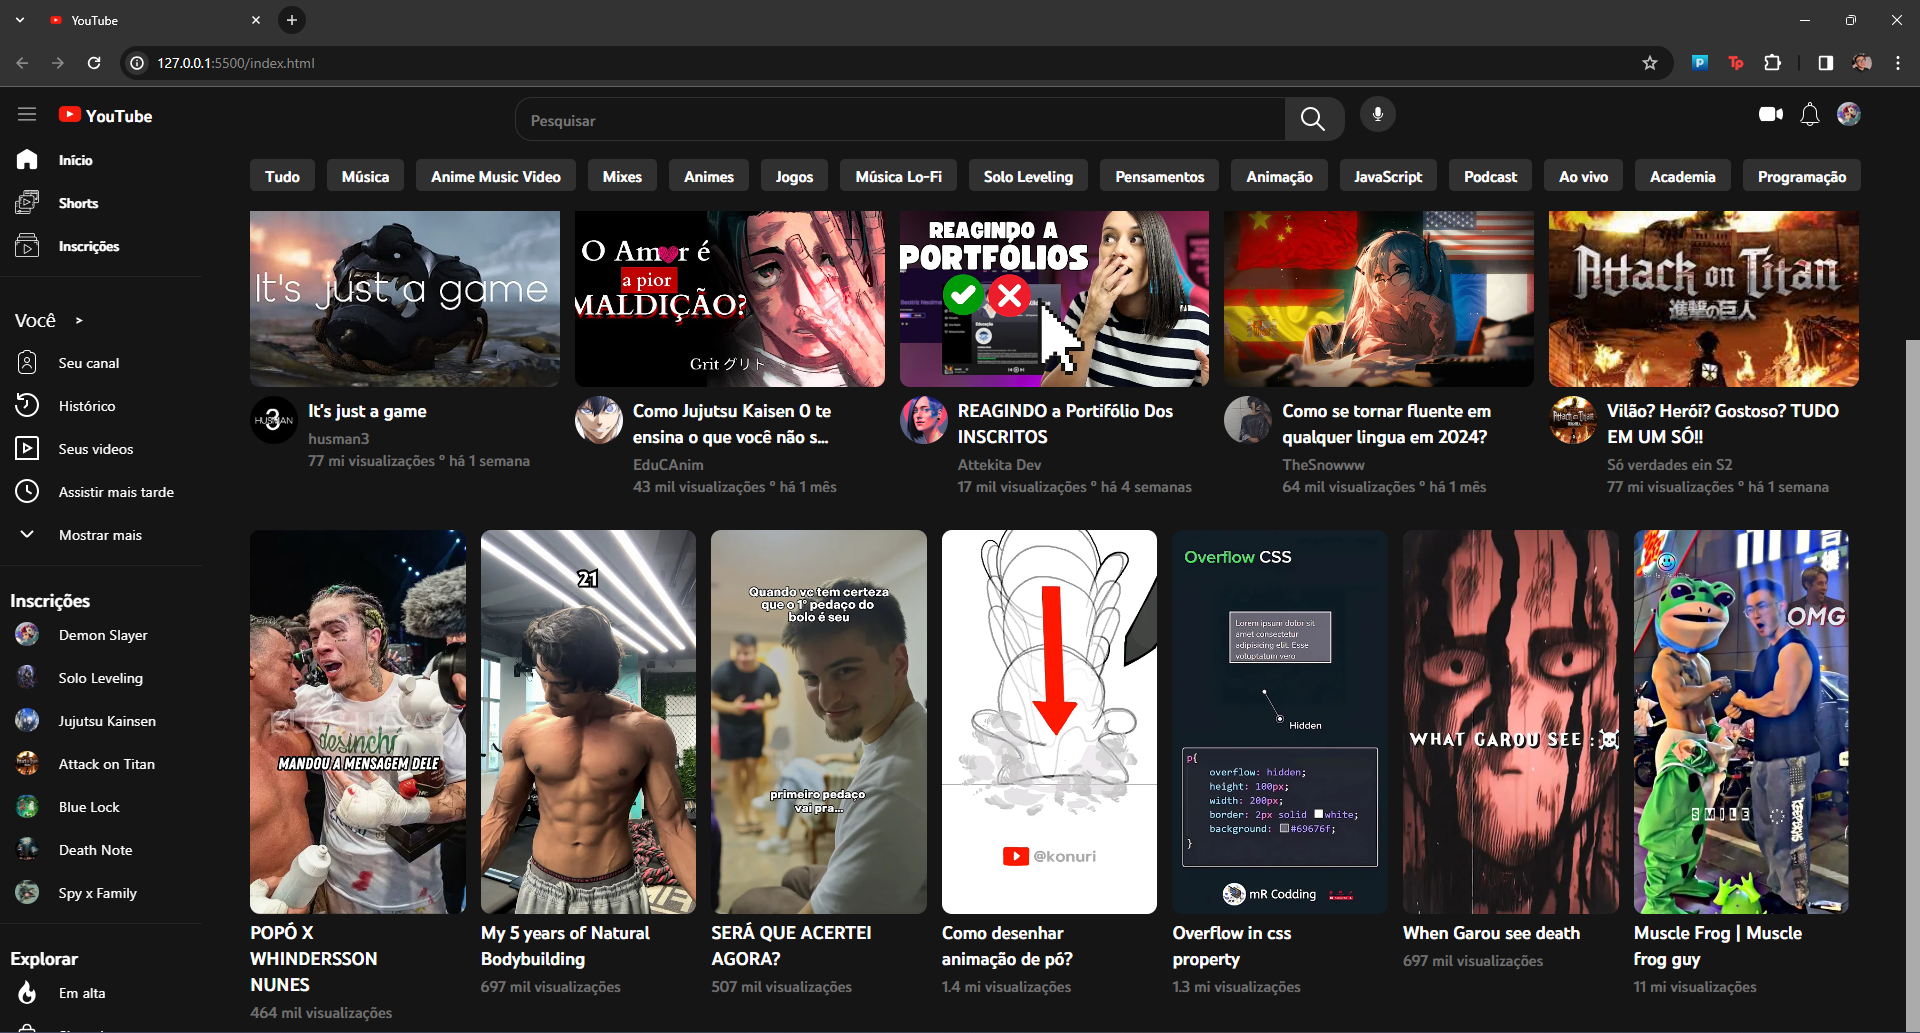 YouTube
127.0.0.1:5500/index.html
YouTube
Pesquisar
Início
Shorts
Inscrições
Você >
Seu canal
Histórico
Seus videos
Assistir mais tarde
Mostrar mais
Inscrições
Demon Slayer
Solo Leveling
Jujutsu Kainsen
Attack on Titan
Blue Lock
Death Note
Spy x Family
Explorar
Em alta
Tudo
Música
Anime Music Video
Mixes
Animes
Jogos
Música Lo-Fi
Solo Leveling
Pensamentos
Animação
JavaScript
Podcast
Ao vivo
Academia
Programação
It's just a game
HUSMAN
3
It's just a game
husman3
77 mi visualizações ° há 1 semana
O Amor é
a pior
MALDIÇÃO?
Grit グリト
Como Jujutsu Kaisen 0 te
ensina o que você não s...
EduCAnim
43 mil visualizações ° há 1 mês
REAGINDO A
PORTFÓLIOS
REAGINDO a Portifólio Dos
INSCRITOS
Attekita Dev
17 mil visualizações ° há 4 semanas
Como se tornar fluente em
qualquer lingua em 2024?
TheSnowww
64 mil visualizações ° há 1 mês
Attack on Titan
進撃の巨人
Vilão? Herói? Gostoso? TUDO
EM UM SÓ!!
Só verdades ein S2
77 mi visualizações ° há 1 semana
desinchr
MANDOU A MENSAGEM DELE
POPÓ X
WHINDERSSON
NUNES
464 mil visualizações
21
My 5 years of Natural
Bodybuilding
697 mil visualizações
Quando vc tem certeza
que o 1º pedaço do
bolo é seu
primeiro pedaço
vai pra...
SERÁ QUE ACERTEI
AGORA?
507 mil visualizações
@konuri
Como desenhar
animação de pó?
1.4 mi visualizações
Overflow CSS
Lorem ipsum dolor sit
amet consectetur
adipisicing elit. Esse
voluptatum vero
Hidden
p{
overflow: hidden;
height: 100px;
width: 200px;
border: 2px solid white;
background: #69676f;
}
mR Codding
Overflow in css
property
1.3 mi visualizações
WHAT GAROU SEE :
When Garou see death
697 mil visualizações
OMG
SMILE
Muscle Frog | Muscle
frog guy
11 mi visualizações